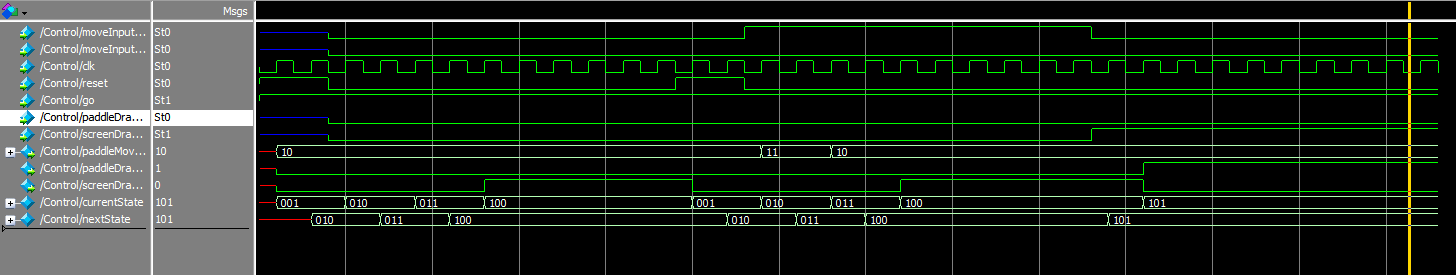 Msgs
/Control/moveInput... St0
/Control/moveInput... St0
/Control/clk St0
/Control/reset St0
/Control/go St1
/Control/paddleDra... St0
/Control/screenDra... St1
/Control/paddleMov... 10 10 11 10
/Control/paddleDra... 1
/Control/screenDra... 0
/Control/currentState 101 001 010 011 100 001 010 011 100 101
/Control/nextState 101 010 011 100 010 011 100 101